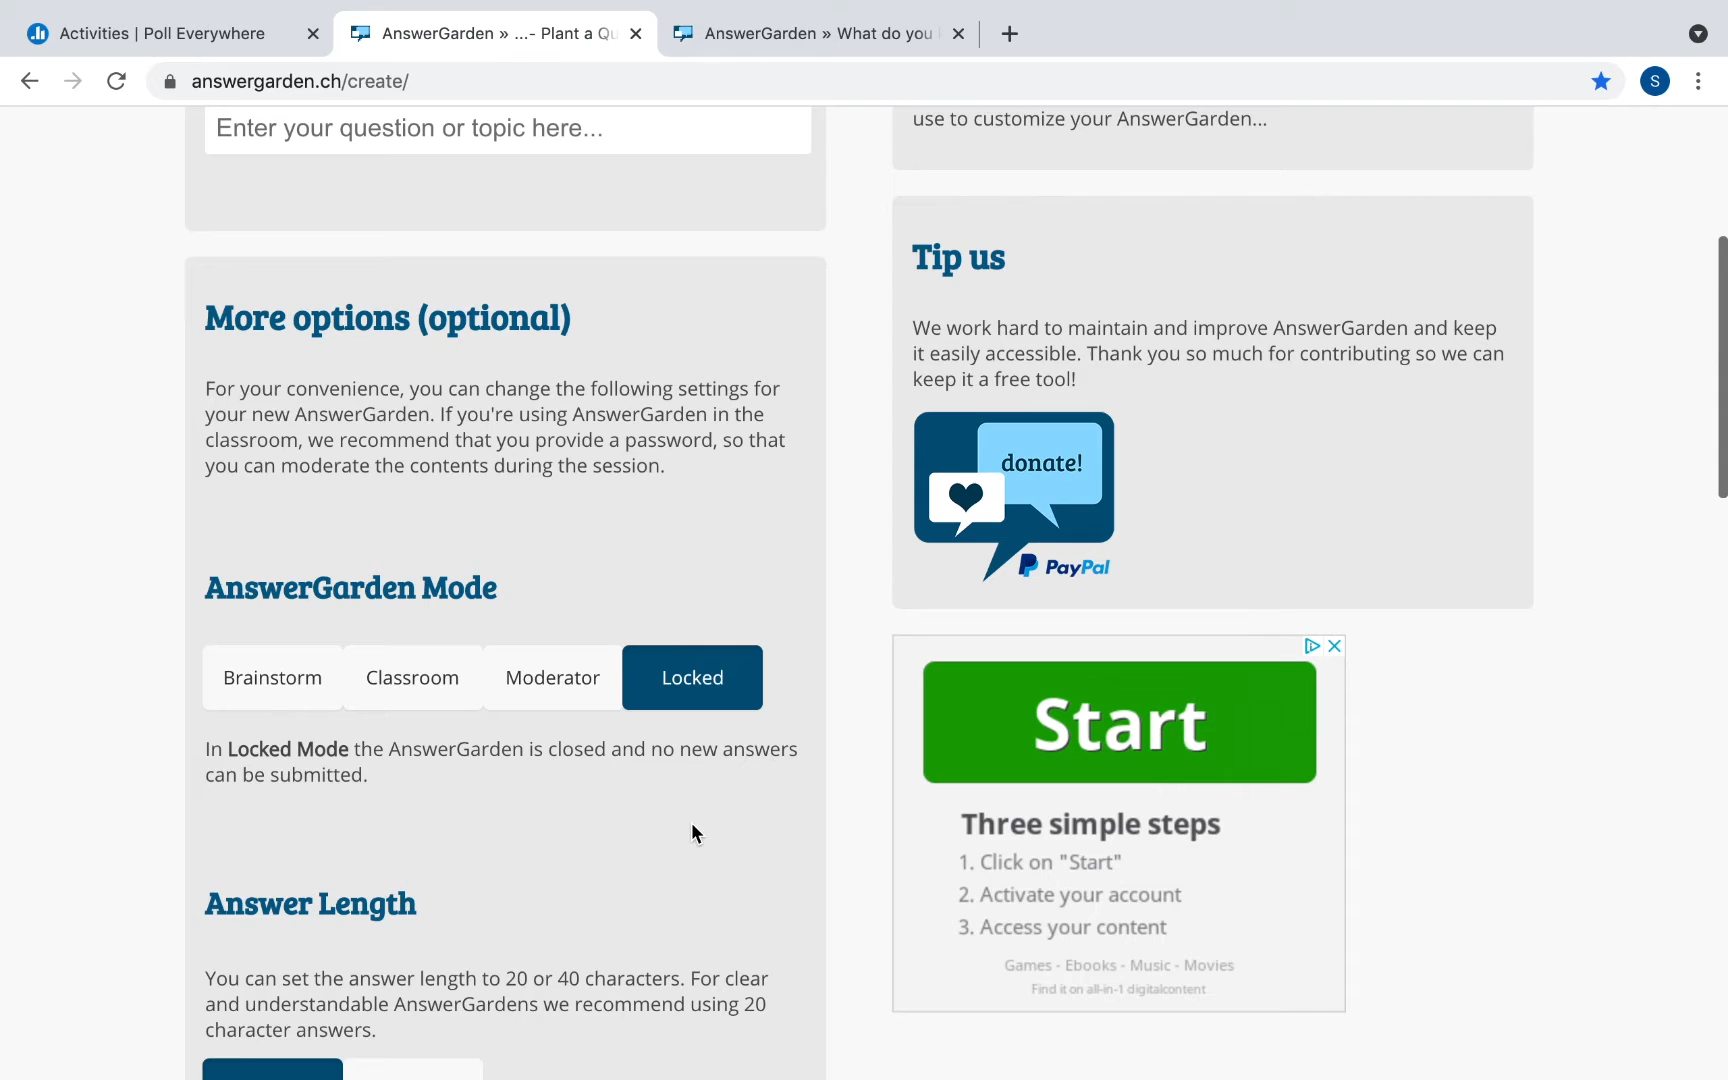 Activities | Poll Everywhere
AnswerGarden » ...- Plant a Qu
AnswerGarden » What do you
answergarden.ch/create/
S
Enter your question or topic here...
More options (optional)
For your convenience, you can change the following settings for
your new AnswerGarden. If you're using AnswerGarden in the
classroom, we recommend that you provide a password, so that
you can moderate the contents during the session.
AnswerGarden Mode
Brainstorm Classroom Moderator Locked
In Locked Mode the AnswerGarden is closed and no new answers
can be submitted.
Answer Length
You can set the answer length to 20 or 40 characters. For clear
and understandable AnswerGardens we recommend using 20
character answers.
use to customize your AnswerGarden...
Tip us
We work hard to maintain and improve AnswerGarden and keep
it easily accessible. Thank you so much for contributing so we can
keep it a free tool!
donate!
PayPal
Start
Three simple steps
1. Click on "Start"
2. Activate your account
3. Access your content
Games - Ebooks - Music - Movies
Find it on all-in-1 digitalcontent